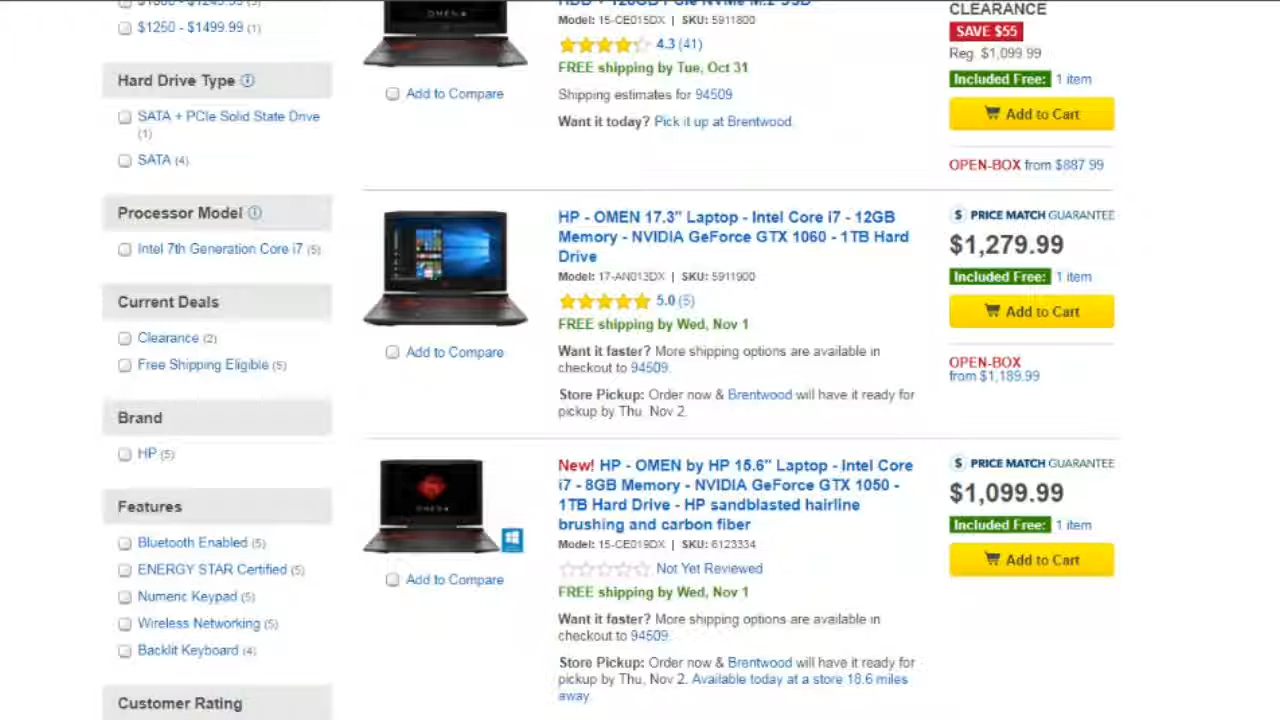 $1250 - $1499.99 (1)
Hard Drive Type
SATA + PCIe Solid State Drive
(1)
SATA (4)
Processor Model
Intel 7th Generation Core i7 (5)
Current Deals
Clearance (2)
Free Shipping Eligible (5)
Brand
HP (5)
Features
Bluetooth Enabled (5)
ENERGY STAR Certified (5)
Numeric Keypad (5)
Wireless Networking (5)
Backlit Keyboard (4)
Customer Rating
OMEN
Add to Compare
Model: 15-CE015DX | SKU: 5911800
4.3 (41)
FREE shipping by Tue, Oct 31
Shipping estimates for 94509
Want it today? Pick it up at Brentwood.
CLEARANCE
SAVE $55
Reg. $1,099.99
Included Free: 1 item
Add to Cart
OPEN-BOX from $887.99
Add to Compare
HP - OMEN 17.3" Laptop - Intel Core i7 - 12GB
Memory - NVIDIA GeForce GTX 1060 - 1TB Hard
Drive
Model: 17-AN013DX | SKU: 5911900
5.0 (5)
FREE shipping by Wed, Nov 1
Want it faster? More shipping options are available in
checkout to 94509.
Store Pickup: Order now & Brentwood will have it ready for
pickup by Thu, Nov 2.
$ PRICE MATCH GUARANTEE
$1,279.99
Included Free: 1 item
Add to Cart
OPEN-BOX
from $1,189.99
OMEN
Add to Compare
New! HP - OMEN by HP 15.6" Laptop - Intel Core
i7 - 8GB Memory - NVIDIA GeForce GTX 1050 -
1TB Hard Drive - HP sandblasted hairline
brushing and carbon fiber
Model: 15-CE019DX | SKU: 6123334
Not Yet Reviewed
FREE shipping by Wed, Nov 1
Want it faster? More shipping options are available in
checkout to 94509.
Store Pickup: Order now & Brentwood will have it ready for
pickup by Thu, Nov 2. Available today at a store 18.6 miles
away.
$ PRICE MATCH GUARANTEE
$1,099.99
Included Free: 1 item
Add to Cart